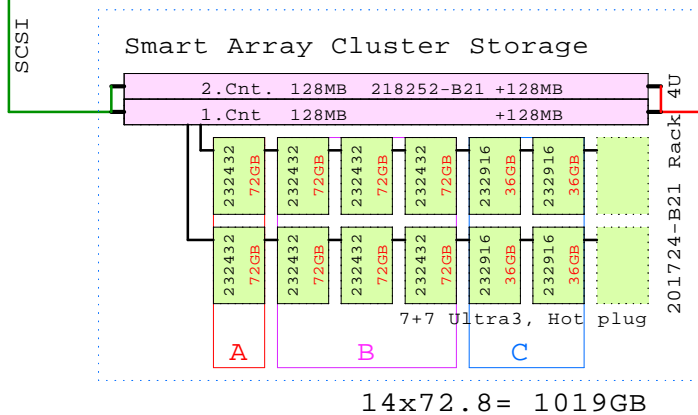 SCSI
Smart Array Cluster Storage
2.Cnt. 128MB 218252-B21 +128MB
1.Cnt 128MB +128MB
201724-B21 Rack 4U
232432 72GB 232432 72GB 232432 72GB 232432 72GB 232916 36GB 232916 36GB
232432 72GB 232432 72GB 232432 72GB 232432 72GB 232916 36GB 232916 36GB
7+7 Ultra3, Hot plug
A B C
14x72.8= 1019GB